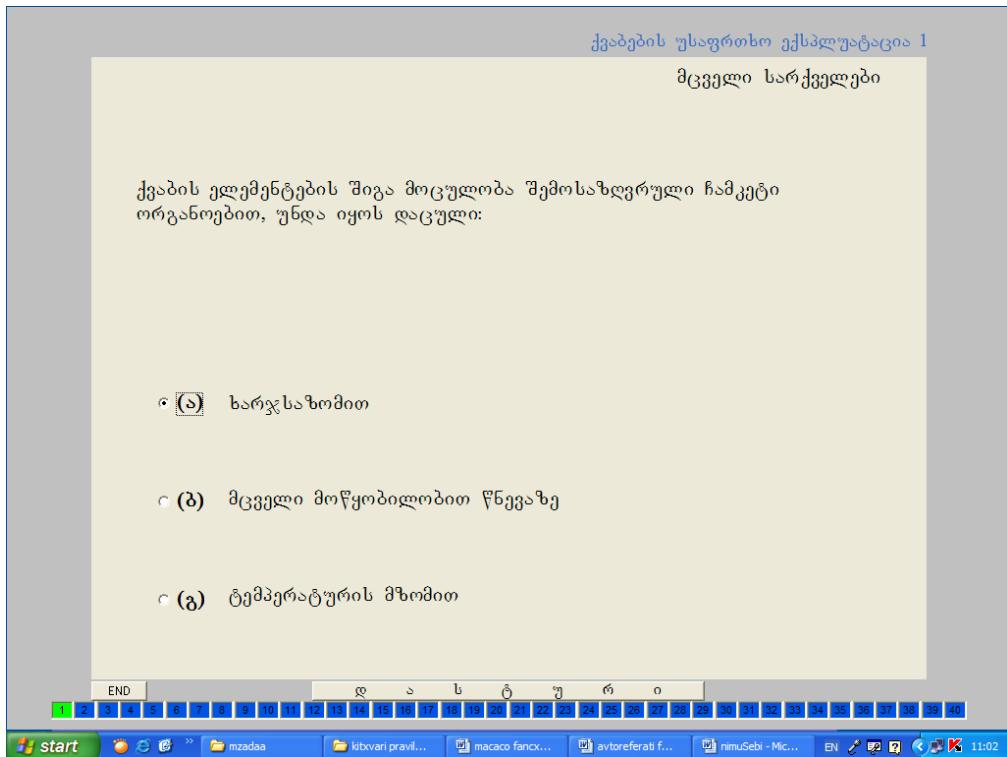 ქვაბების უსაფრთხო ექსპლუატაცია 1
მცველი სარქველები
ქვაბის ელემენტების შიგა მოცულობა შემოსაზღვრული ჩამკეტი
ორგანოებით, უნდა იყოს დაცული:
(ა) ხარჯსაზომით
(ბ) მცველი მოწყობილობით წნევაზე
(გ) ტემპერატურის მზომით
END დ ა ს ტ უ რ ი
1 2 3 4 5 6 7 8 9 10 11 12 13 14 15 16 17 18 19 20 21 22 23 24 25 26 27 28 29 30 31 32 33 34 35 36 37 38 39 40
start » mzadaa kitxvari pravil... macaco fancx... avtoreferati f... nimuSebi - Mic... EN 11:02